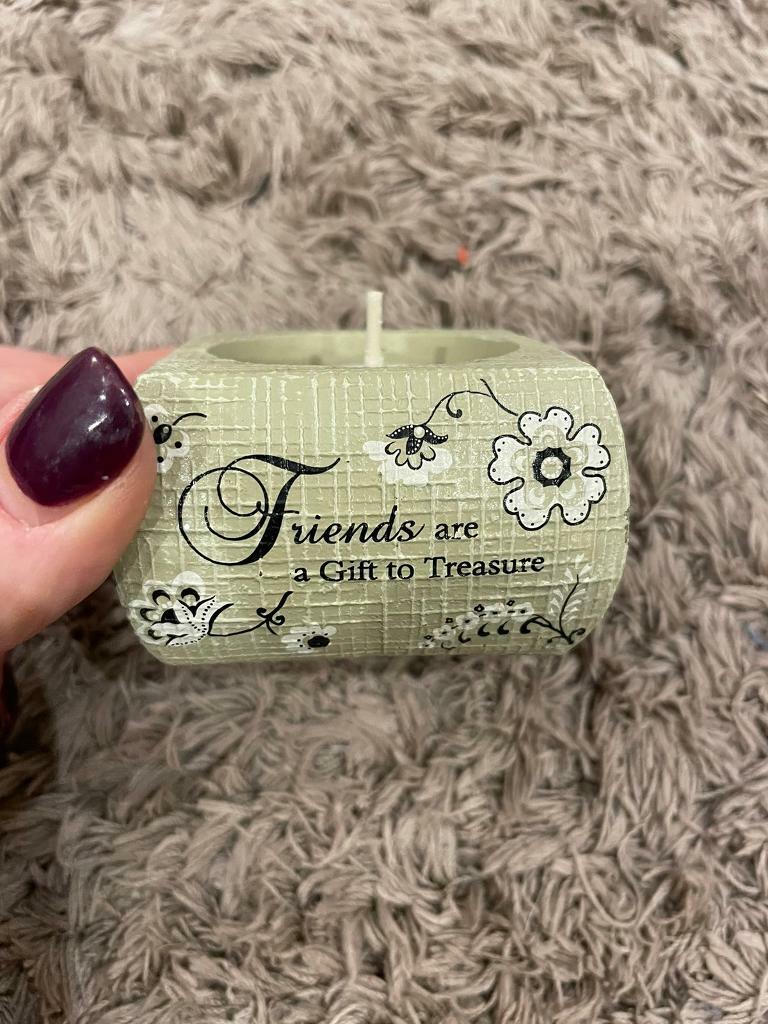 Friends are
a Gift to Treasure